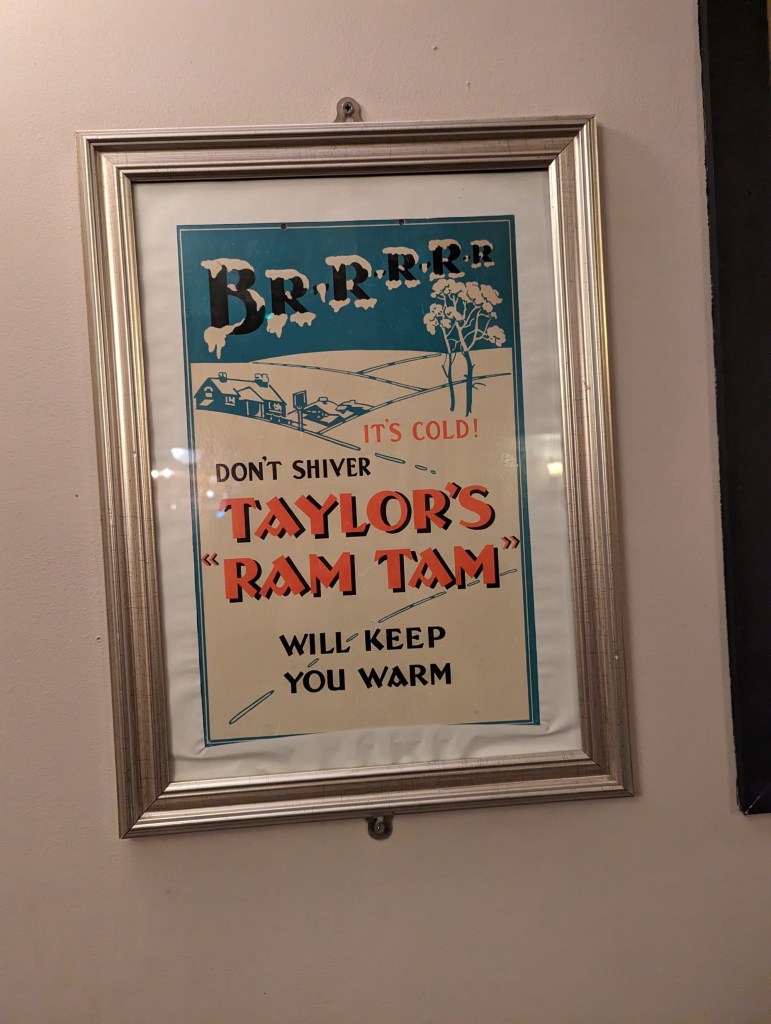 BR-R-R-R-R
IT'S COLD!
DON'T SHIVER
TAYLOR'S
"RAM TAM"
WILL KEEP
YOU WARM